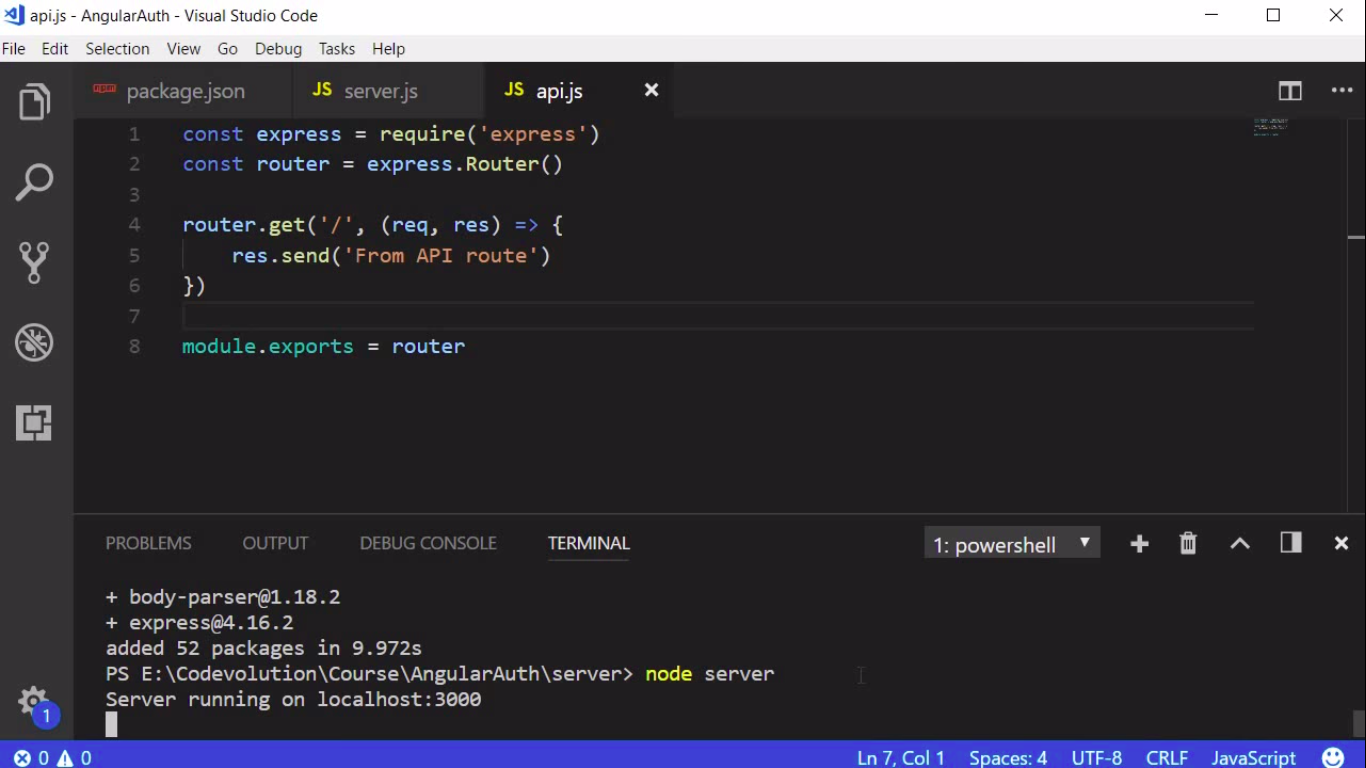 api.js - AngularAuth - Visual Studio Code
File Edit Selection View Go Debug Tasks Help
package.json JS server.js JS api.js
1 const express = require('express')
2 const router = express.Router()
3
4 router.get('/', (req, res) => {
5 res.send('From API route')
6 })
7
8 module.exports = router
PROBLEMS OUTPUT DEBUG CONSOLE TERMINAL 1: powershell
+ body-parser@1.18.2
+ express@4.16.2
added 52 packages in 9.972s
PS E:\Codevolution\Course\AngularAuth\server> node server
Server running on localhost:3000
1
0 0 Ln 7, Col 1 Spaces: 4 UTF-8 CRLF JavaScript